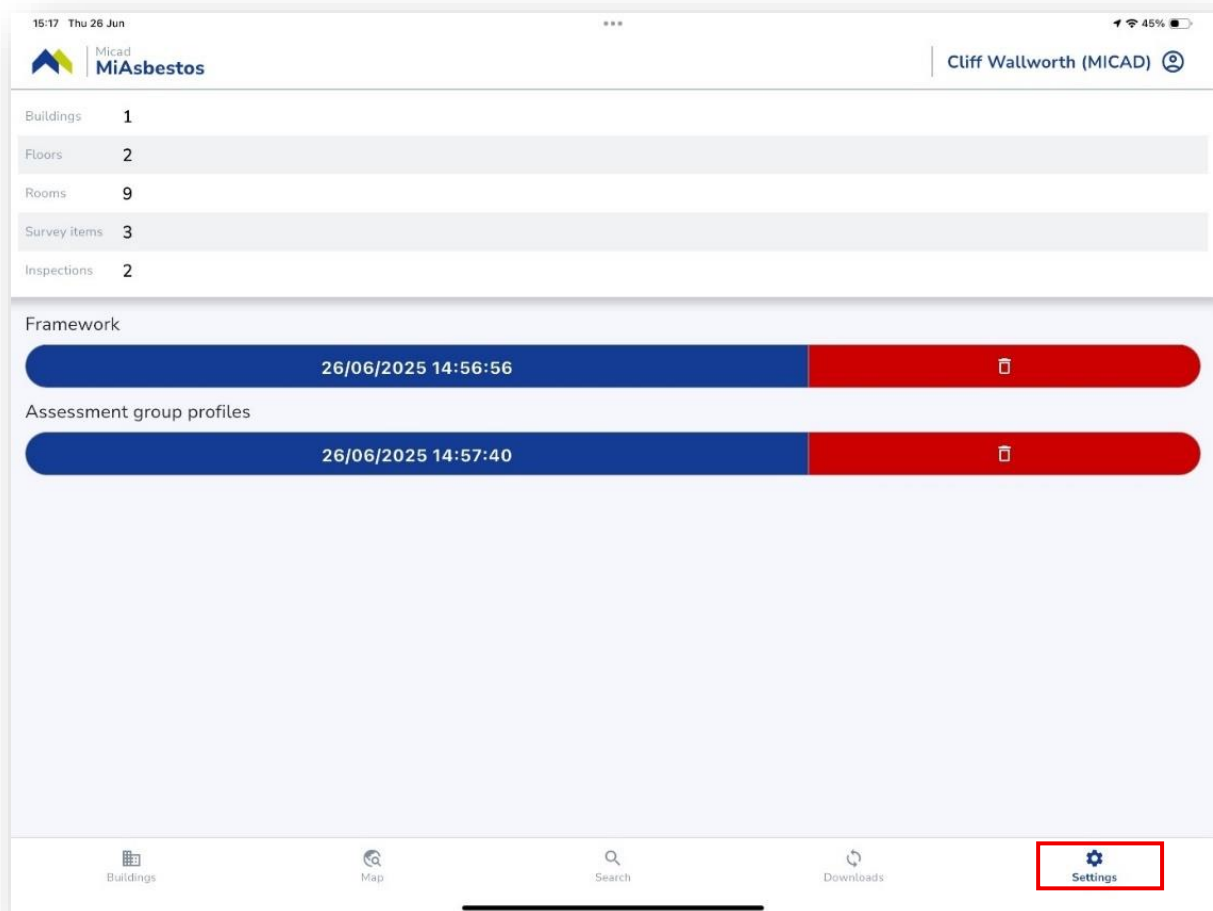 15:17 Thu 26 Jun
45%
Micad
MiAsbestos
Cliff Wallworth (MICAD)
Buildings 1
Floors 2
Rooms 9
Survey items 3
Inspections 2
Framework
26/06/2025 14:56:56
Assessment group profiles
26/06/2025 14:57:40
Buildings Map Search Downloads Settings